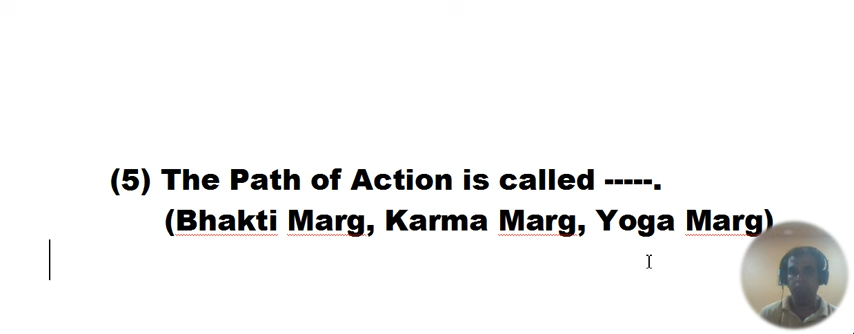 (5) The Path of Action is called -----.
(Bhakti Marg, Karma Marg, Yoga Marg)